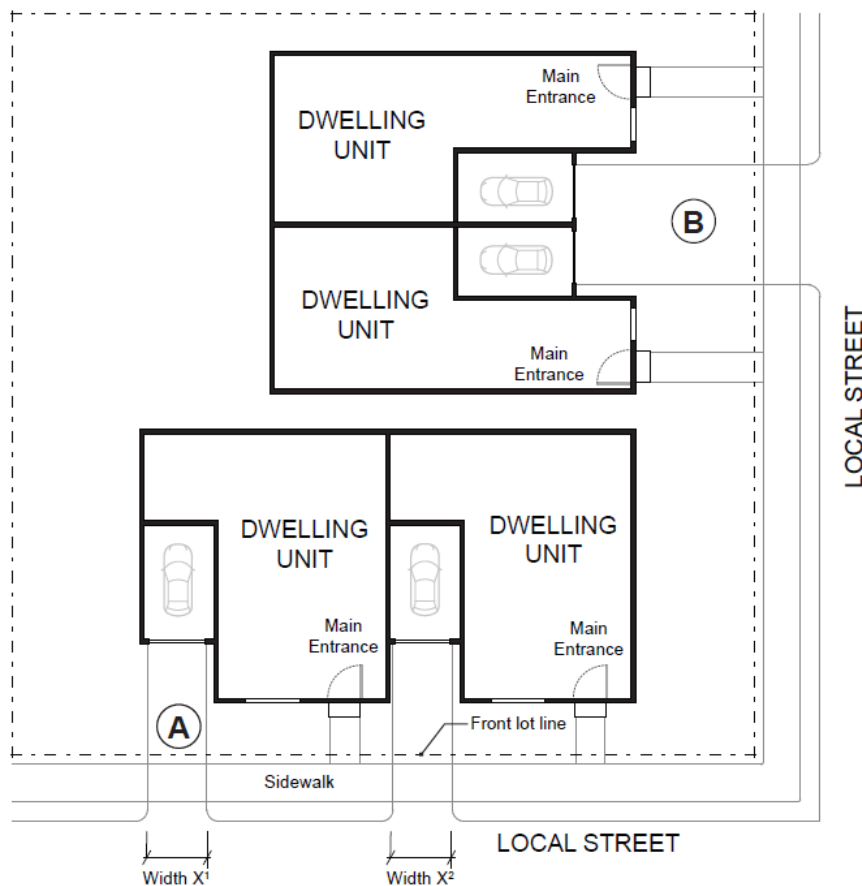 Main
Entrance
DWELLING
UNIT
B
DWELLING
UNIT
Main
Entrance
LOCAL STREET
DWELLING
UNIT
DWELLING
UNIT
Main
Entrance
Main
Entrance
A
Front lot line
Sidewalk
LOCAL STREET
Width X¹
Width X²